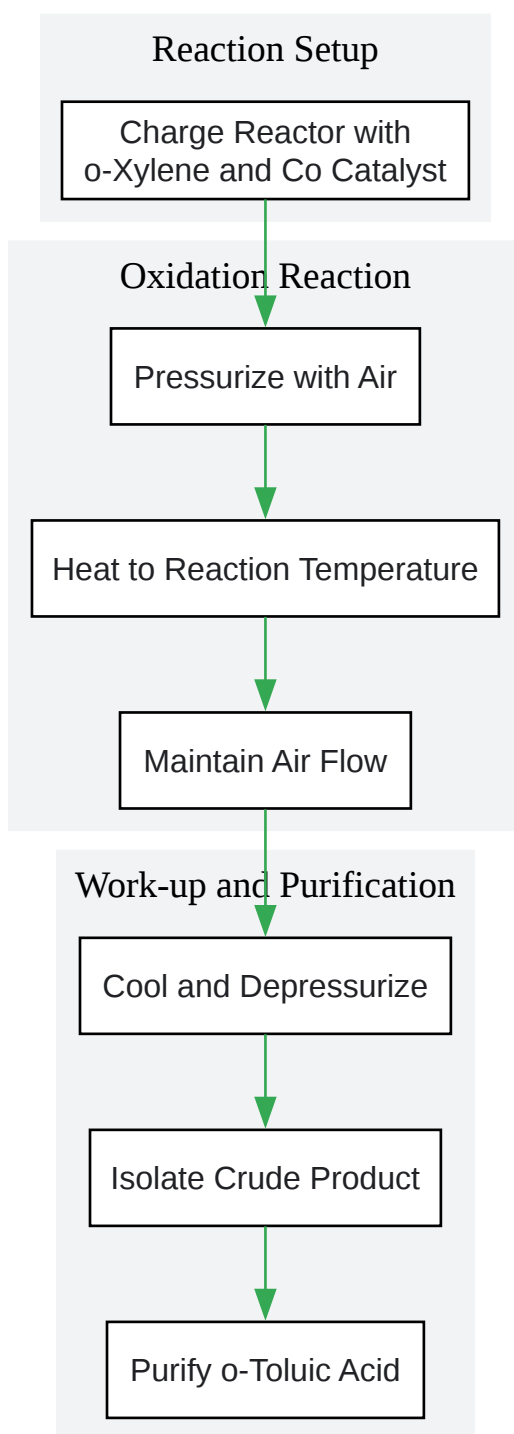 Reaction Setup
Charge Reactor with
o-Xylene and Co Catalyst
Oxidation Reaction
Pressurize with Air
Heat to Reaction Temperature
Maintain Air Flow
Work-up and Purification
Cool and Depressurize
Isolate Crude Product
Purify o-Toluic Acid